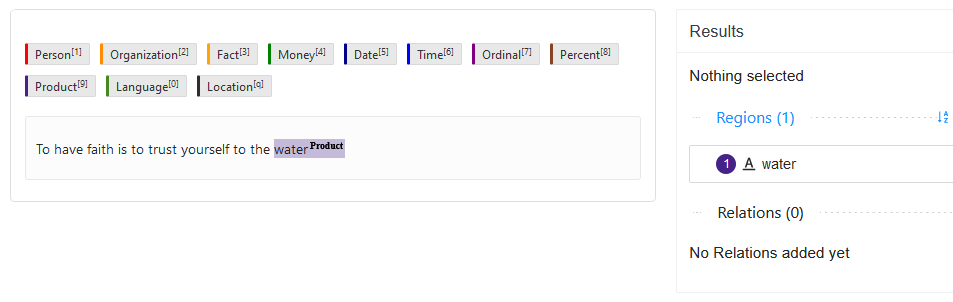 Person[1] Organization[2] Fact[3] Money[4] Date[5] Time[6] Ordinal[7] Percent[8]
Product[9] Language[0] Location[q]
To have faith is to trust yourself to the water Product
Results
Nothing selected
Regions (1)
1 A water
Relations (0)
No Relations added yet